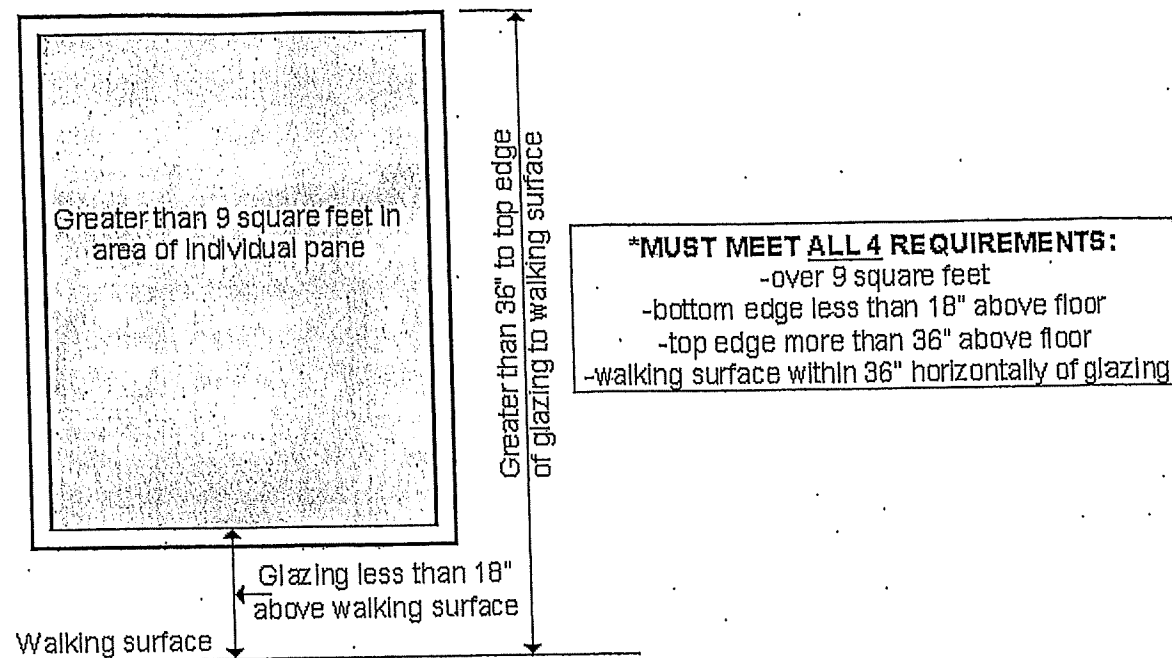 Greater than 9 square feet in
area of individual pane
Greater than 36" to top edge
of glazing to walking surface
*MUST MEET ALL 4 REQUIREMENTS:
-over 9 square feet
-bottom edge less than 18" above floor
-top edge more than 36" above floor
-walking surface within 36" horizontally of glazing
Glazing less than 18"
above walking surface
Walking surface